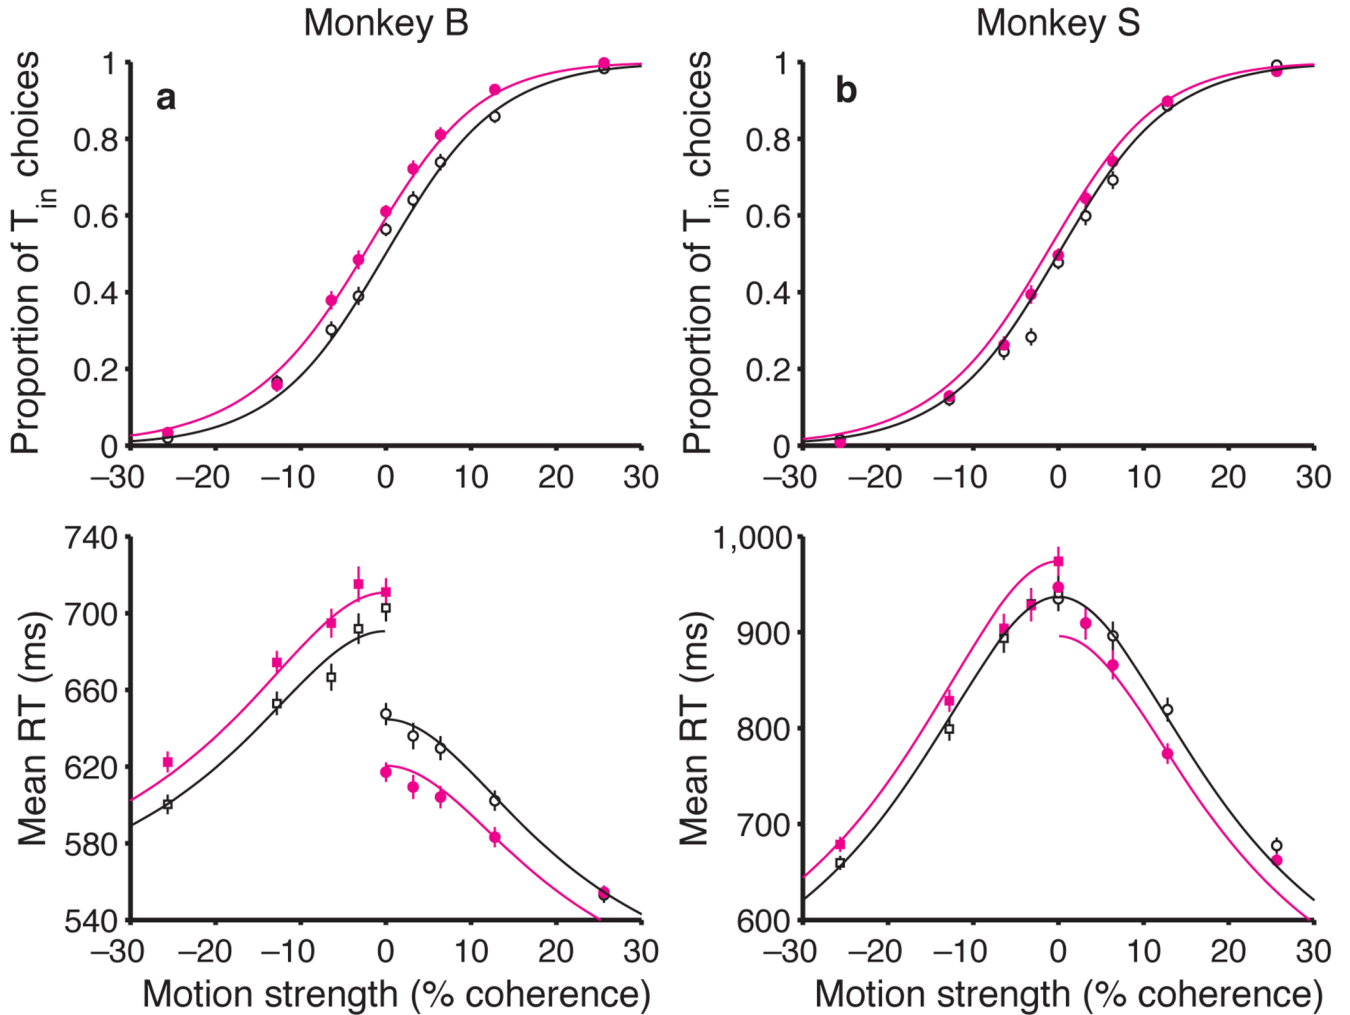 Monkey B
Monkey S
a
Proportion of Tin choices
1
0.8
0.6
0.4
0.2
0
–30 –20 –10 0 10 20 30
b
Proportion of Tin choices
1
0.8
0.6
0.4
0.2
0
–30 –20 –10 0 10 20 30
Mean RT (ms)
740
700
660
620
580
540
–30 –20 –10 0 10 20 30
Motion strength (% coherence)
Mean RT (ms)
1,000
900
800
700
600
–30 –20 –10 0 10 20 30
Motion strength (% coherence)